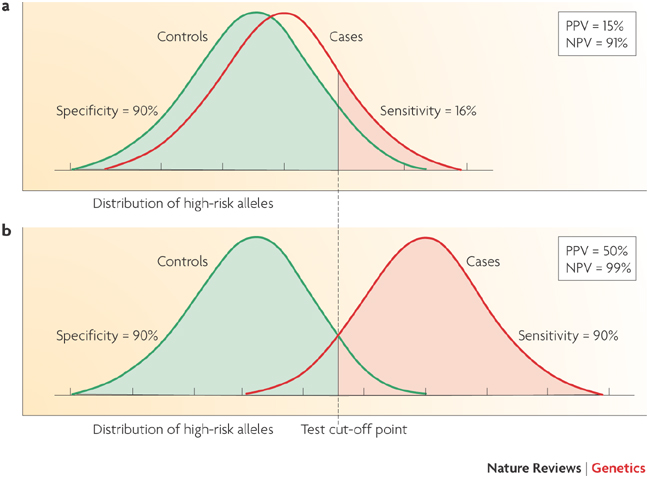 a
Controls
Cases
PPV = 15%
NPV = 91%
Specificity = 90%
Sensitivity = 16%
Distribution of high-risk alleles
b
Controls
Cases
PPV = 50%
NPV = 99%
Specificity = 90%
Sensitivity = 90%
Distribution of high-risk alleles
Test cut-off point
Nature Reviews | Genetics